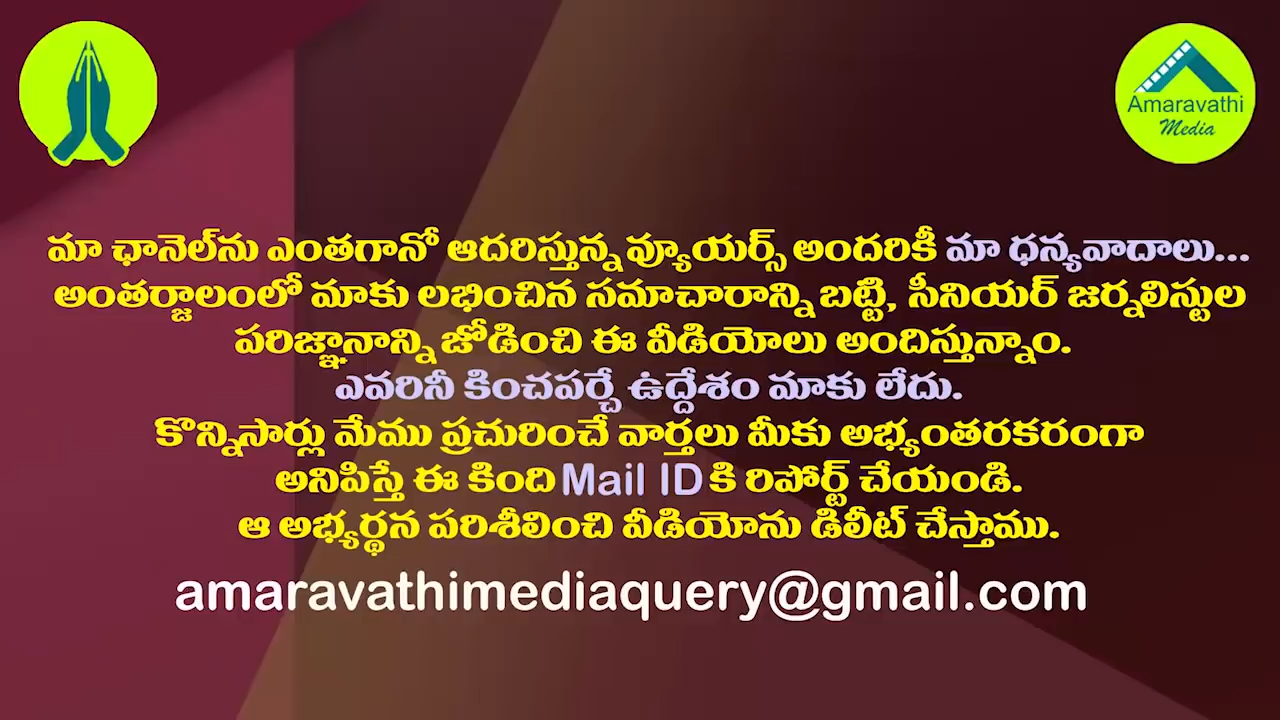 Amaravathi
Media
మా ఛానెల్‌ను ఎంతగానో ఆదరిస్తున్న వ్యూయర్స్ అందరికీ మా ధన్యవాదాలు...
అంతర్జాలంలో మాకు లభించిన సమాచారాన్ని బట్టి, సీనియర్ జర్నలిస్టుల
పరిజ్ఞానాన్ని జోడించి ఈ వీడియోలు అందిస్తున్నాం.
ఎవరినీ కించపర్చే ఉద్దేశం మాకు లేదు.
కొన్నిసార్లు మేము ప్రచురించే వార్తలు మీకు అభ్యంతరకరంగా
అనిపిస్తే ఈ కింది Mail ID కి రిపోర్ట్ చేయండి.
ఆ అభ్యర్థన పరిశీలించి వీడియోను డిలీట్ చేస్తాము.
amaravathimediaquery@gmail.com